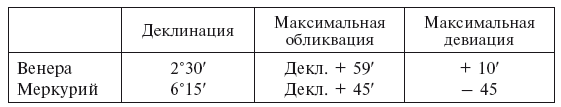 Деклинация Максимальная обликвация Максимальная девиация
Венера 2°30′ Декл. + 59′ + 10′
Меркурий 6°15′ Декл. + 45′ − 45